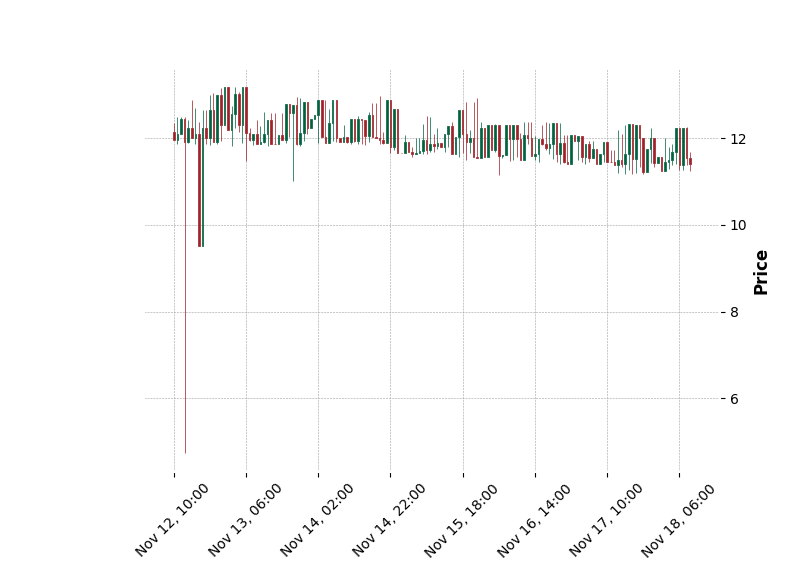 12
10
8
6
Price
Nov 12, 10:00
Nov 13, 06:00
Nov 14, 02:00
Nov 14, 22:00
Nov 15, 18:00
Nov 16, 14:00
Nov 17, 10:00
Nov 18, 06:00